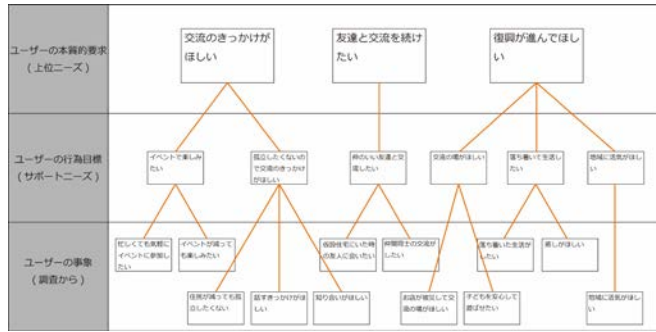 ユーザーの本質的要求
(上位ニーズ)
交流のきっかけが
ほしい
友達と交流を続け
たい
復興が進んでほし
い
ユーザーの行為目標
(サポートニーズ)
イベントで楽しみ
たい
孤立したくないの
で交流のきっかけ
がほしい
仲のいい友達と交
流したい
交流の場がほしい
落ち着いて生活し
たい
地域に活気がほし
い
ユーザーの事象
(調査から)
忙しくても気軽に
イベントに参加し
たい
イベントが減って
も楽しみたい
仮設住宅にいた時
の友人に会いたい
仲間同士の交流が
したい
落ち着いた生活が
したい
癒しがほしい
住民が減っても孤
立したくない
話すきっかけがほ
しい
知り合いがほしい
お店が被災して交
流の場がほしい
子どもを安心して
遊ばせたい
地域に活気がほし
い